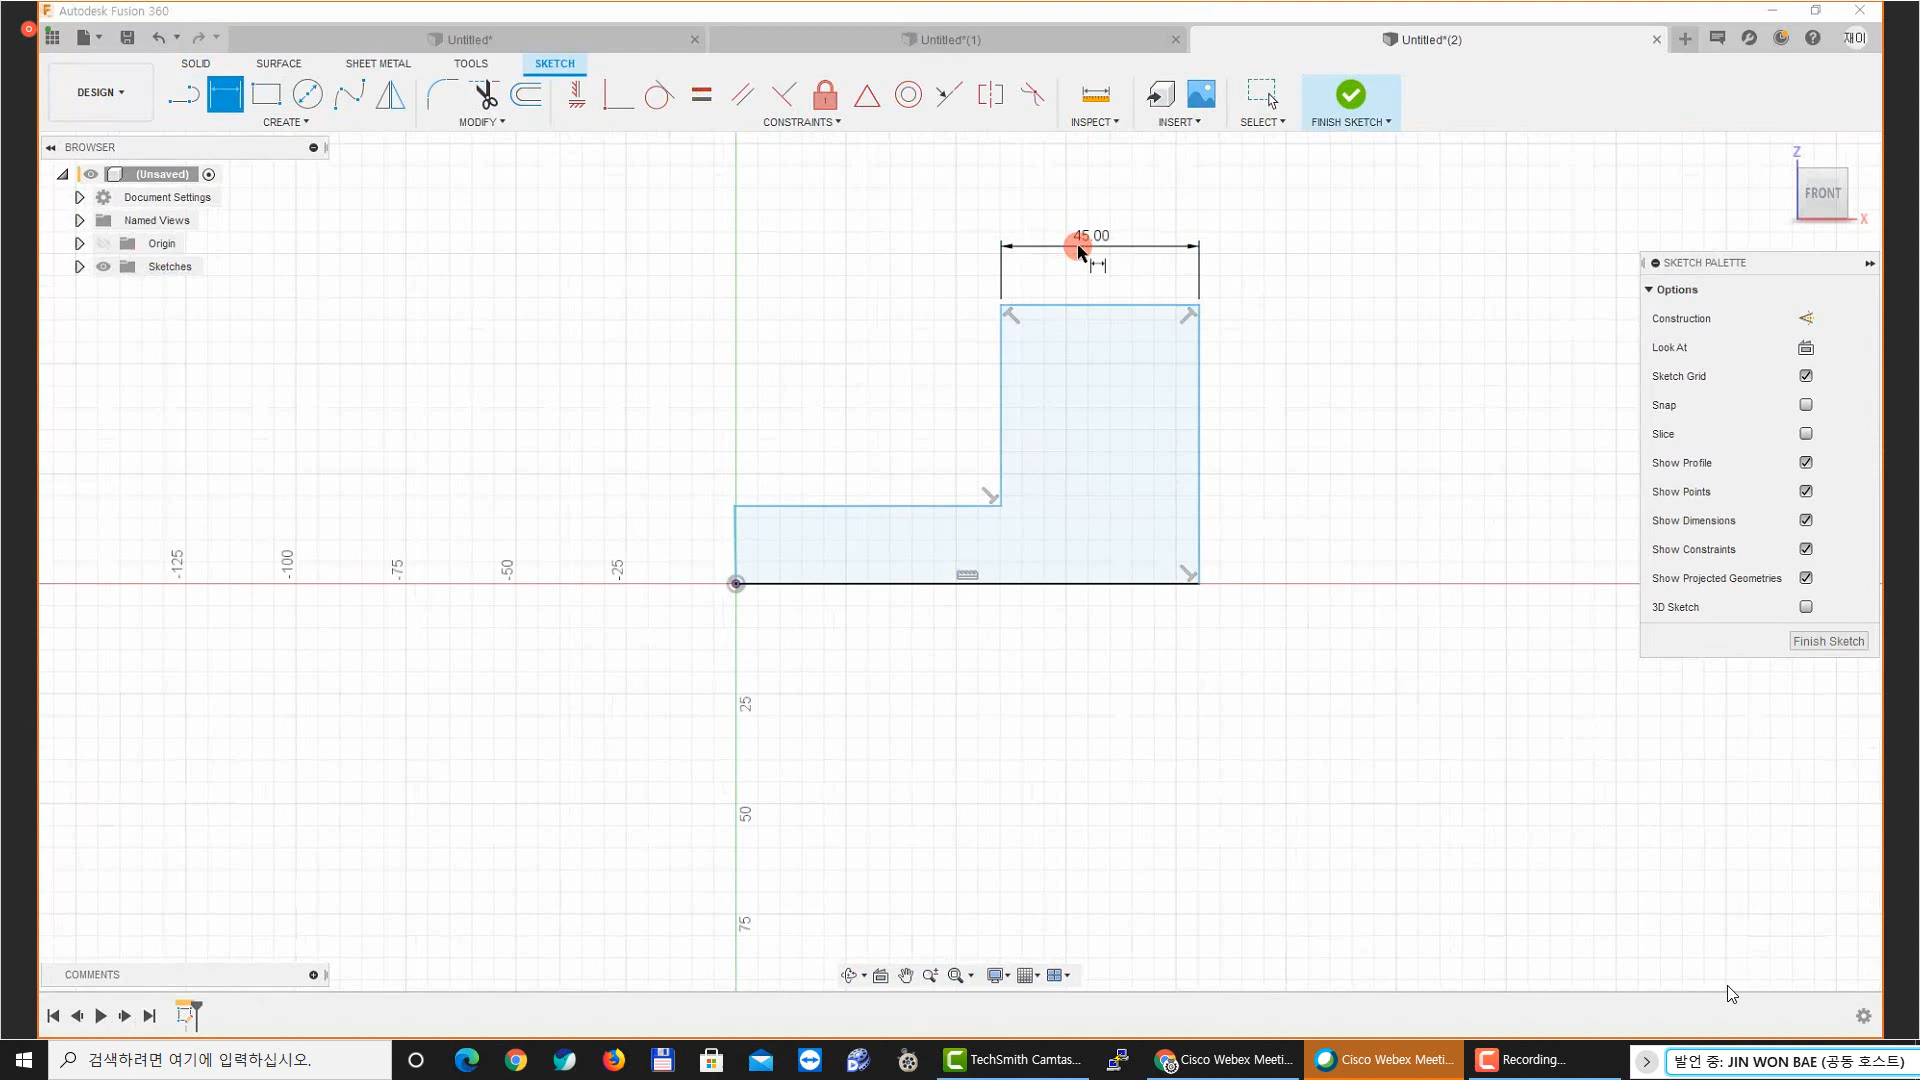 Autodesk Fusion 360
Untitled*
Untitled*(1)
Untitled*(2)
재이
DESIGN
SOLID
SURFACE
SHEET METAL
TOOLS
SKETCH
CREATE
MODIFY
CONSTRAINTS
INSPECT
INSERT
SELECT
FINISH SKETCH
BROWSER
(Unsaved)
Document Settings
Named Views
Origin
Sketches
Z
FRONT
X
45.00
SKETCH PALETTE
Options
Construction
Look At
Sketch Grid
Snap
Slice
Show Profile
Show Points
Show Dimensions
Show Constraints
Show Projected Geometries
3D Sketch
Finish Sketch
-125
-100
-75
-50
-25
25
50
75
COMMENTS
검색하려면 여기에 입력하십시오.
TechSmith Camtas...
Cisco Webex Meeti...
Cisco Webex Meeti...
Recording...
발언 중: JIN WON BAE (공동 호스트)